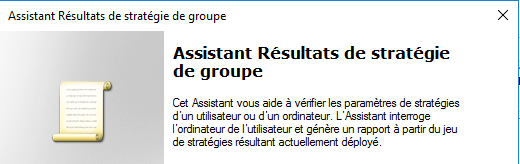 Assistant Résultats de stratégie de groupe
Assistant Résultats de stratégie
de groupe
Cet Assistant vous aide à vérifier les paramètres de stratégies
d'un utilisateur ou d'un ordinateur. L'Assistant interroge
l'ordinateur de l'utilisateur et génère un rapport à partir du jeu
de stratégies résultant actuellement déployé.